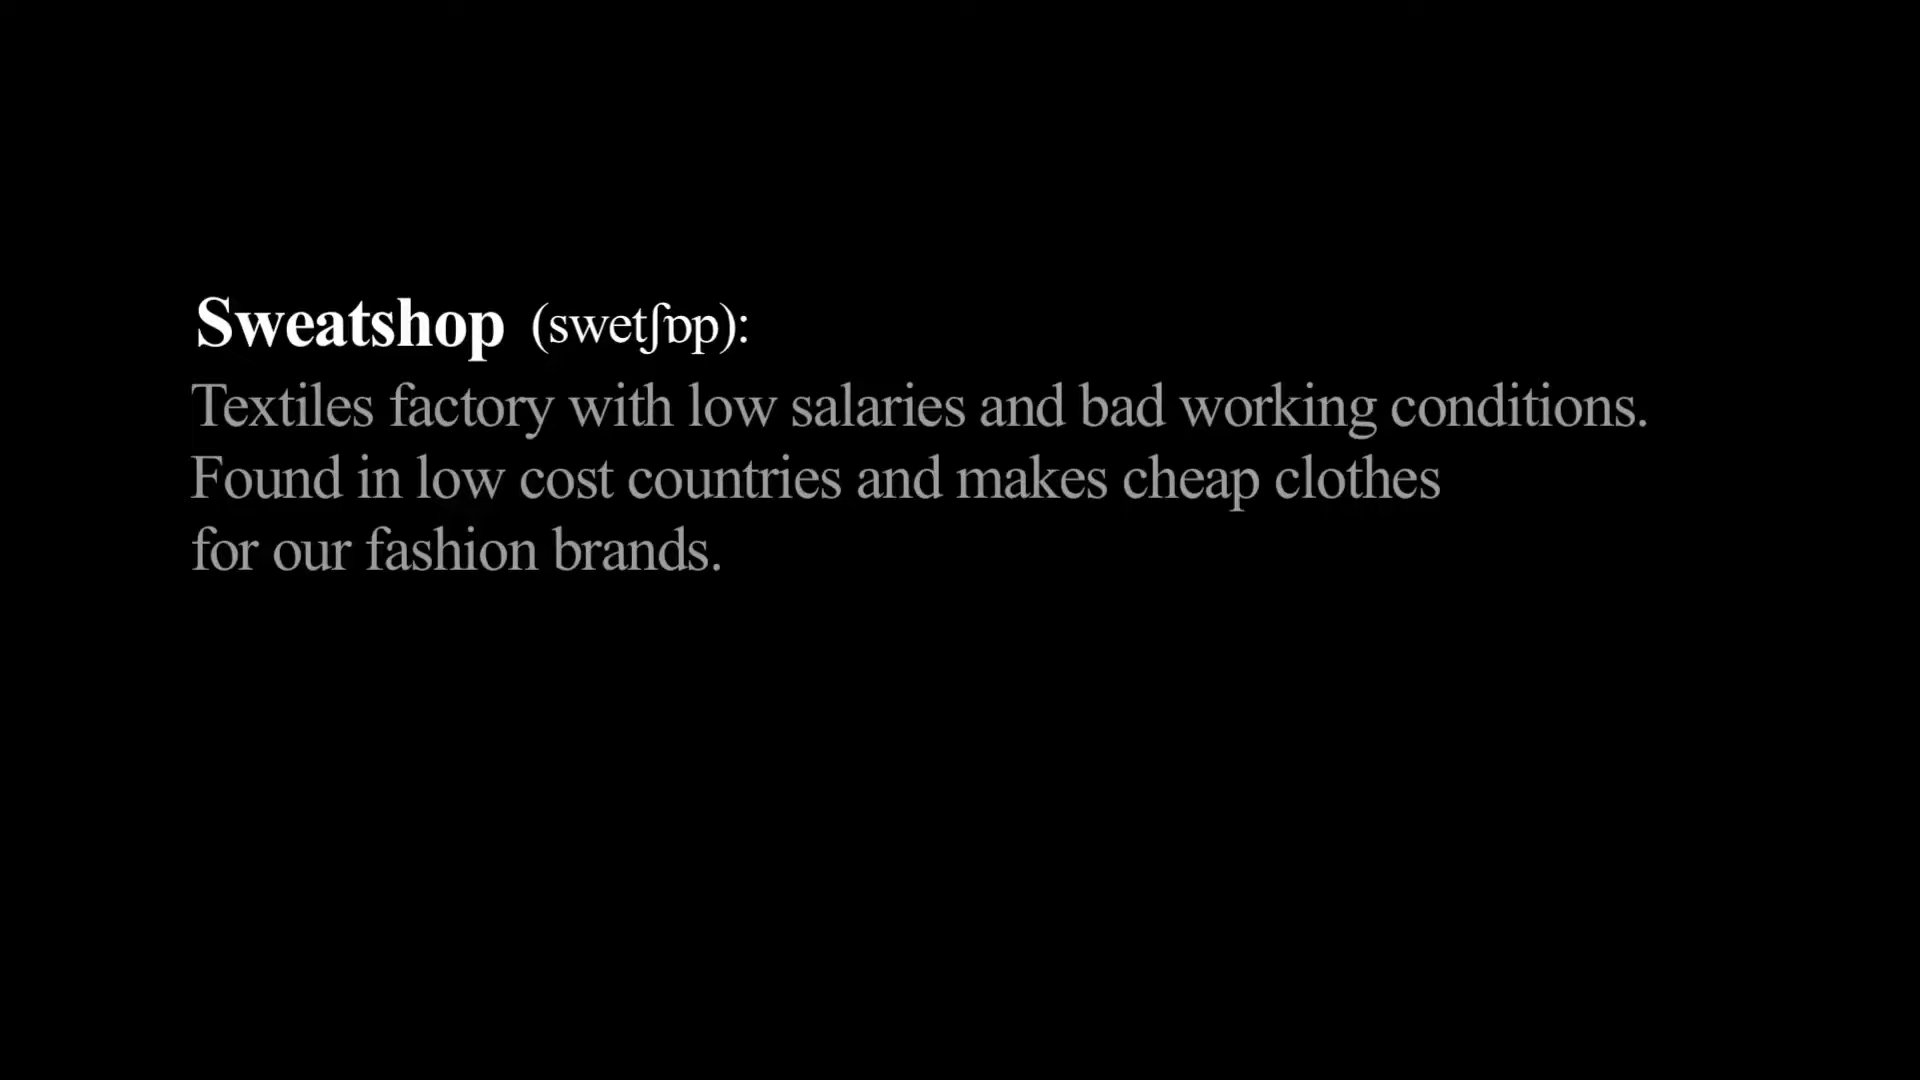 Sweatshop (swetʃɒp):
Textiles factory with low salaries and bad working conditions.
Found in low cost countries and makes cheap clothes
for our fashion brands.